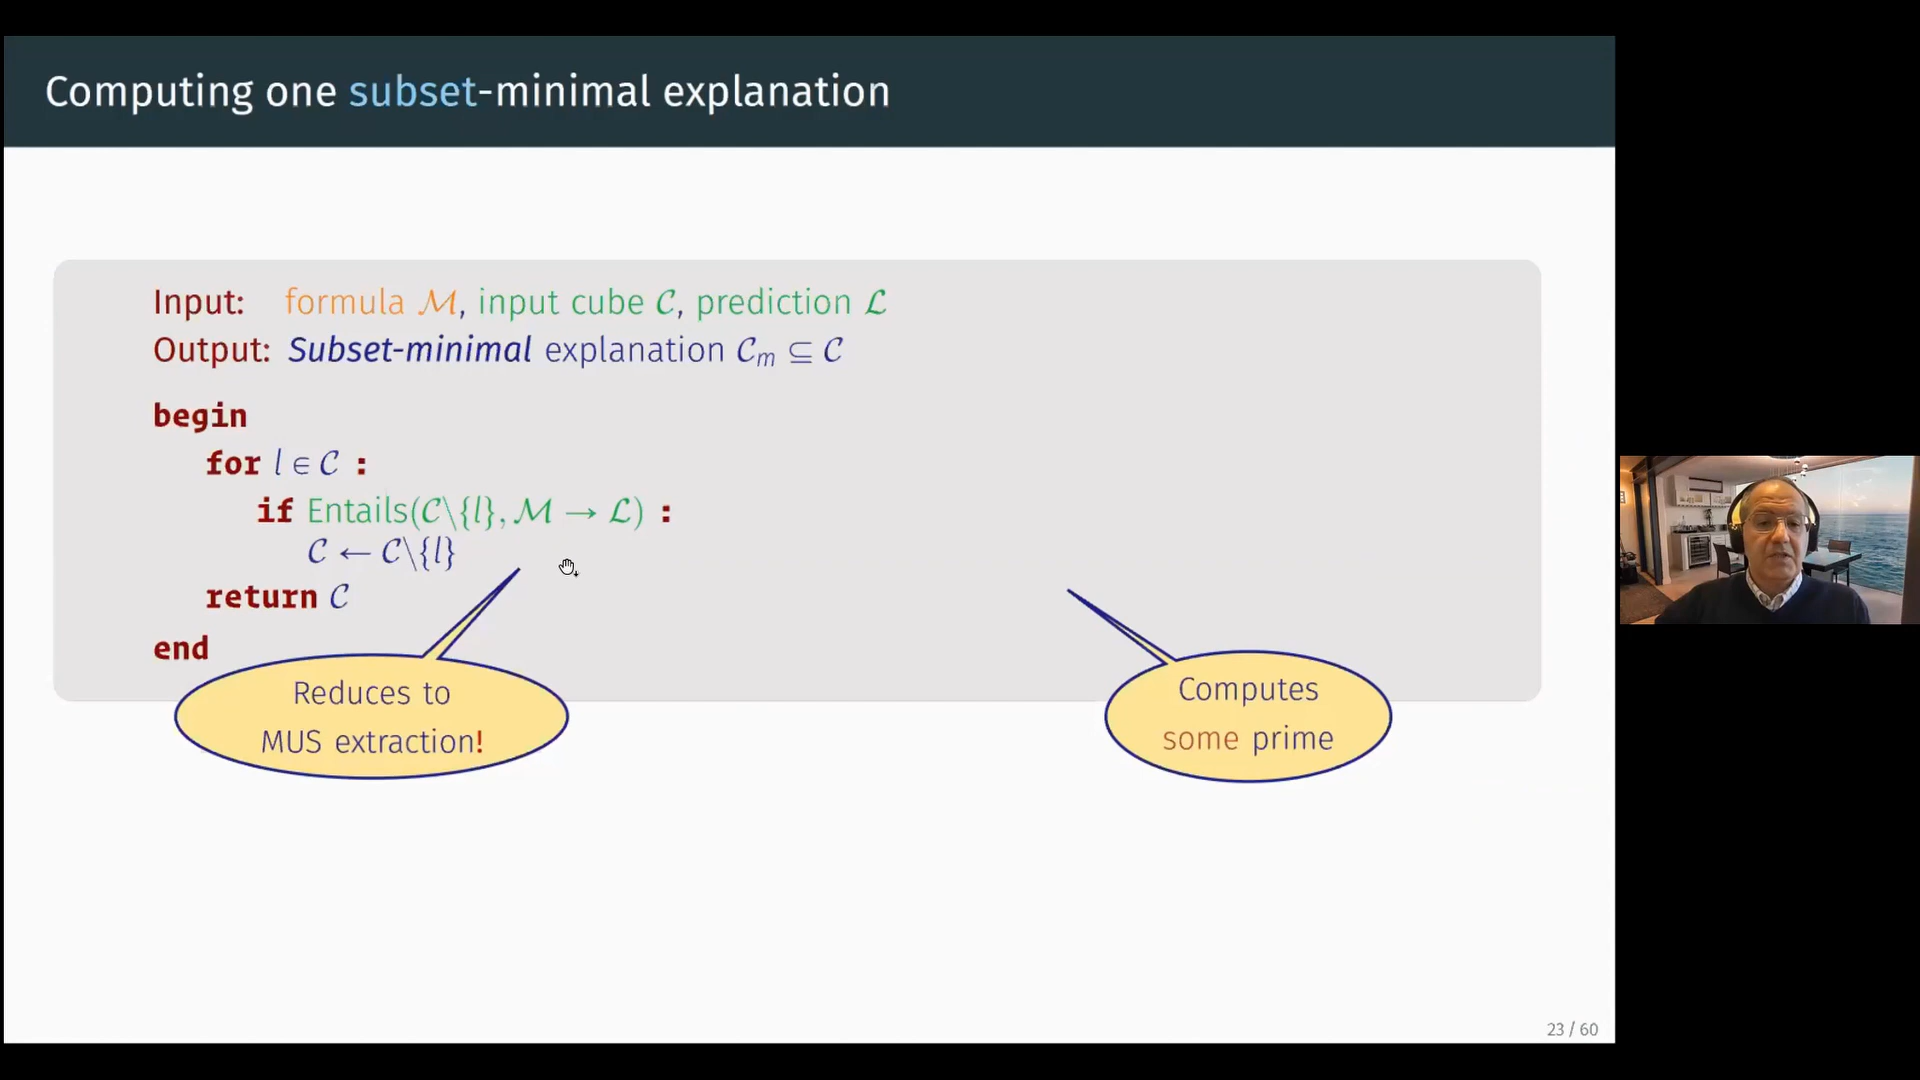 Computing one subset-minimal explanation
Input: formula ℳ, input cube 𝒞, prediction ℒ
Output: Subset-minimal explanation 𝒞ₘ ⊆ 𝒞
begin
for l ∈ 𝒞 :
if Entails(𝒞\{l}, ℳ → ℒ) :
𝒞 ← 𝒞\{l}
return 𝒞
end
Reduces to
MUS extraction!
Computes
some prime
23 / 60